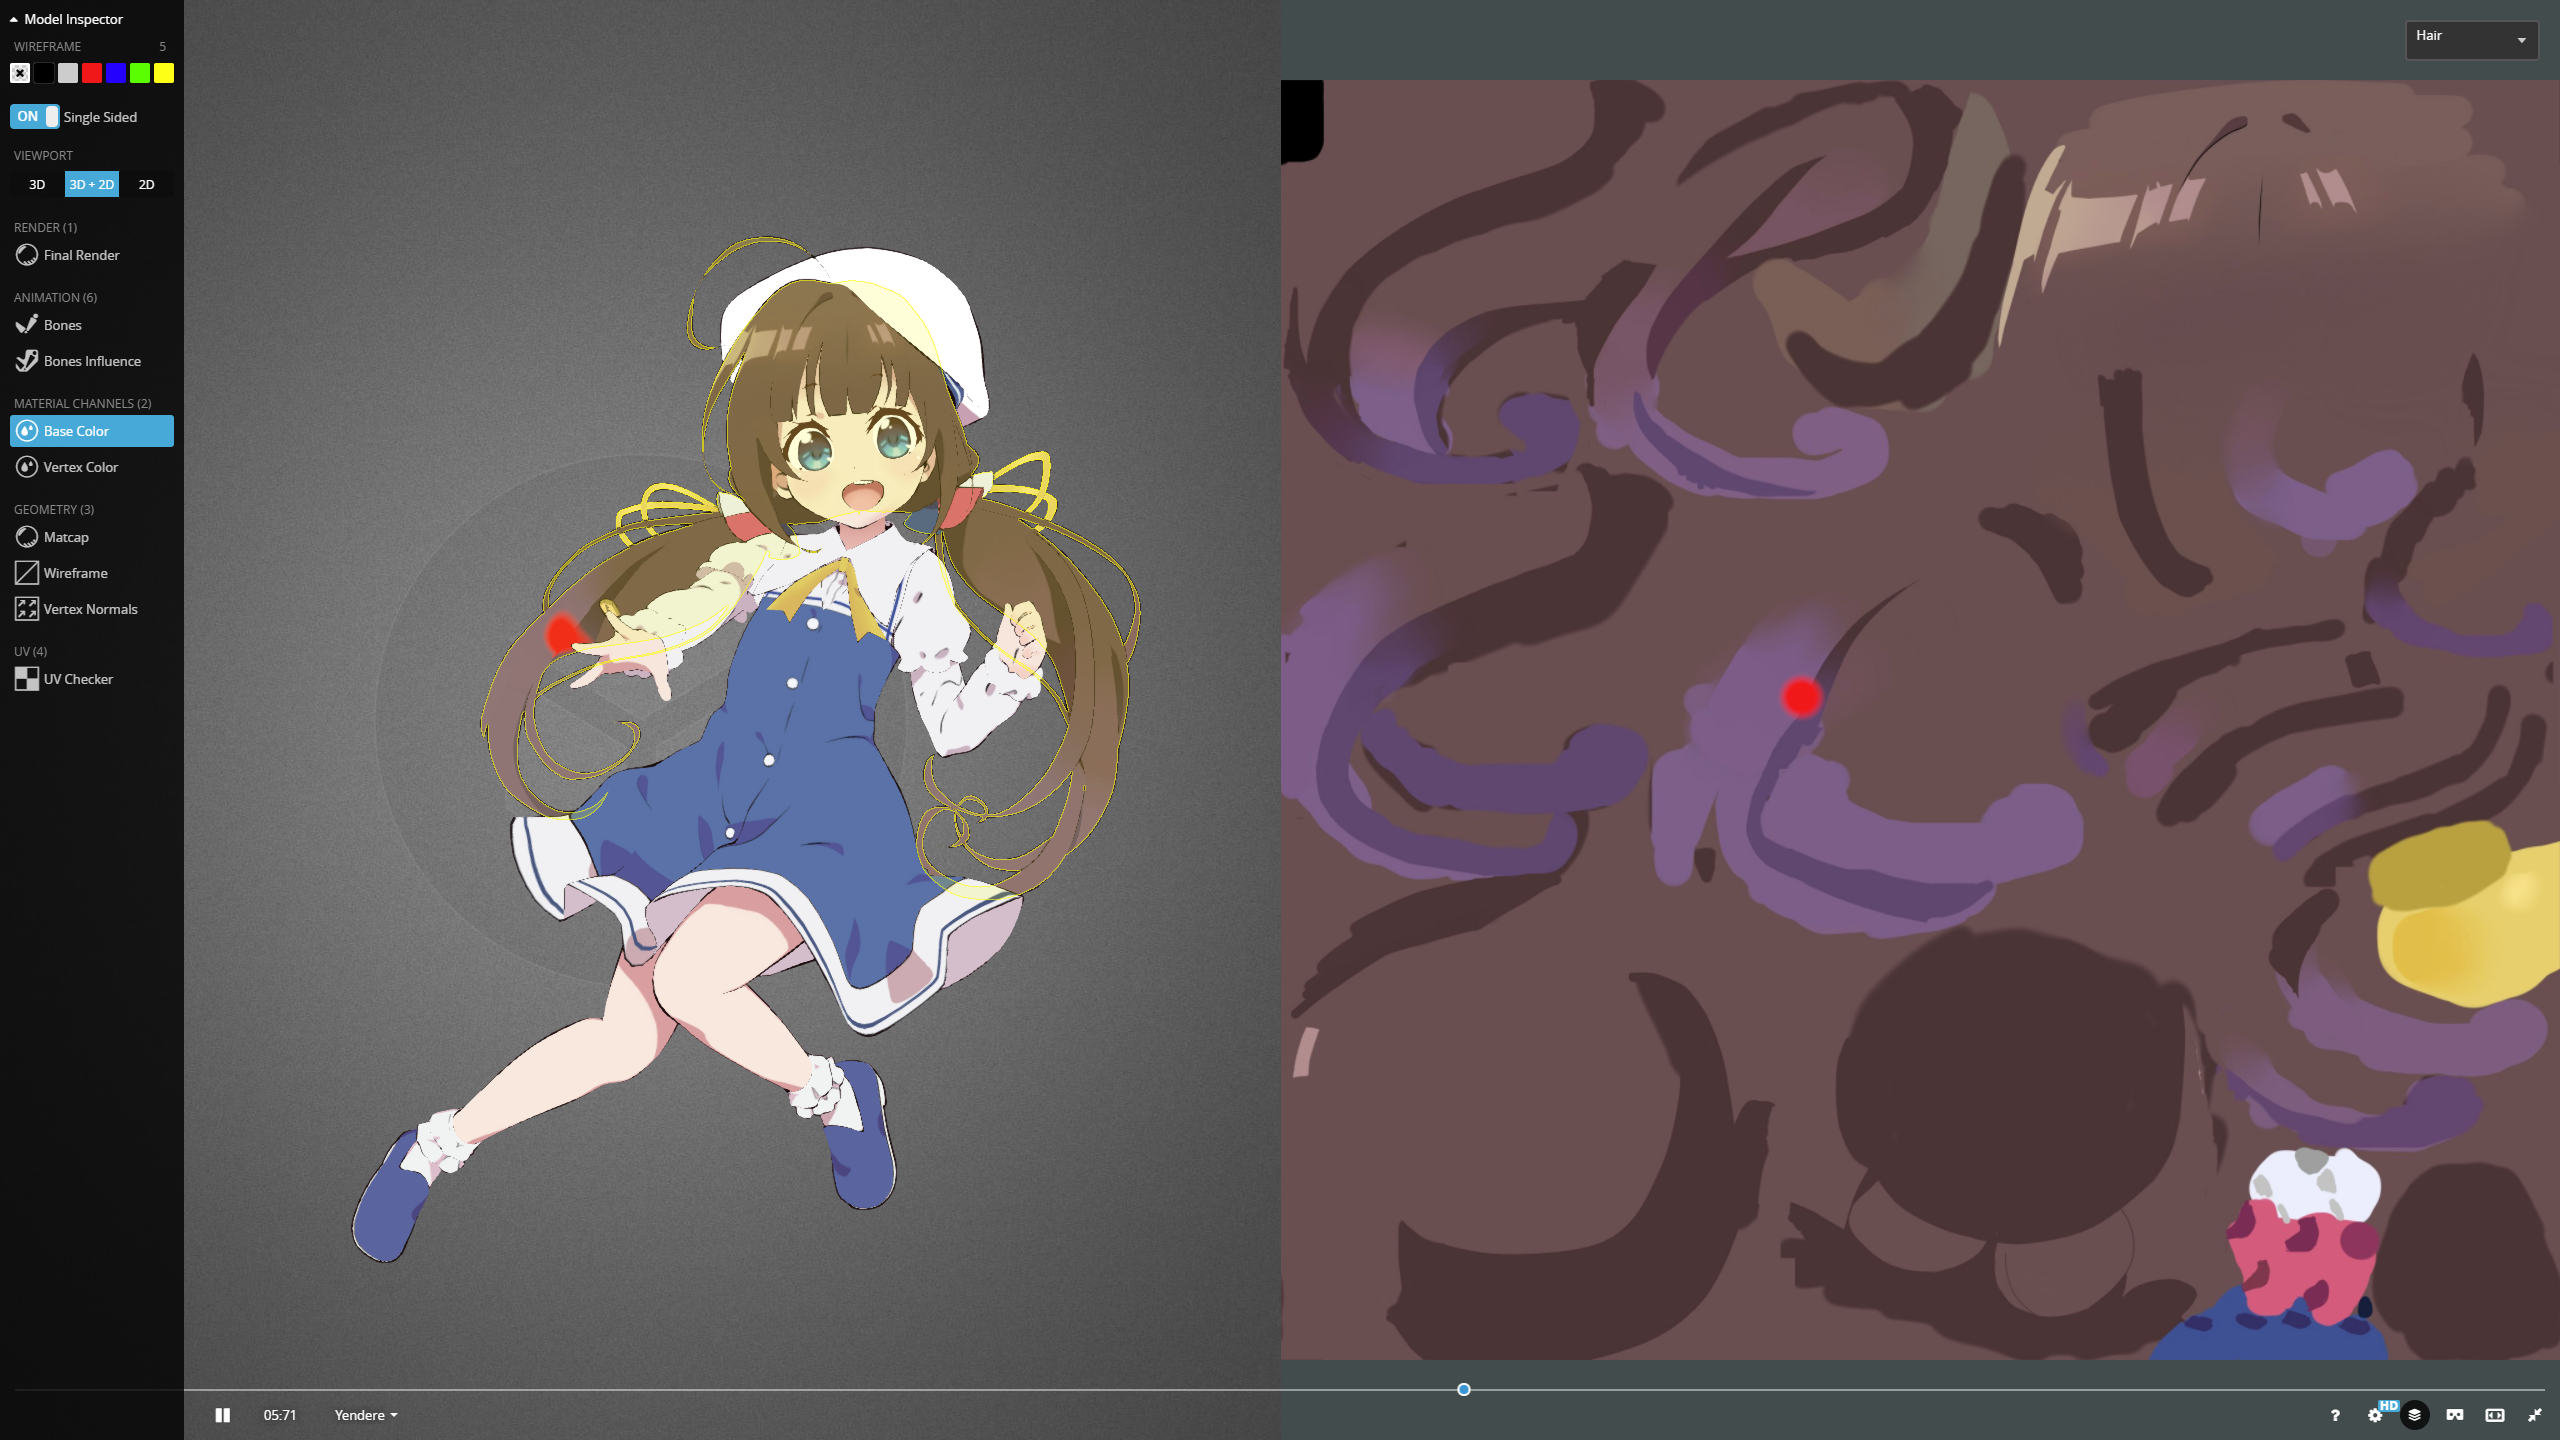 Model Inspector
WIREFRAME 5
ON Single Sided
VIEWPORT
3D 3D + 2D 2D
RENDER (1)
Final Render
ANIMATION (6)
Bones
Bones Influence
MATERIAL CHANNELS (2)
Base Color
Vertex Color
GEOMETRY (3)
Matcap
Wireframe
Vertex Normals
UV (4)
UV Checker
Hair
05:71 Yendere
? HD